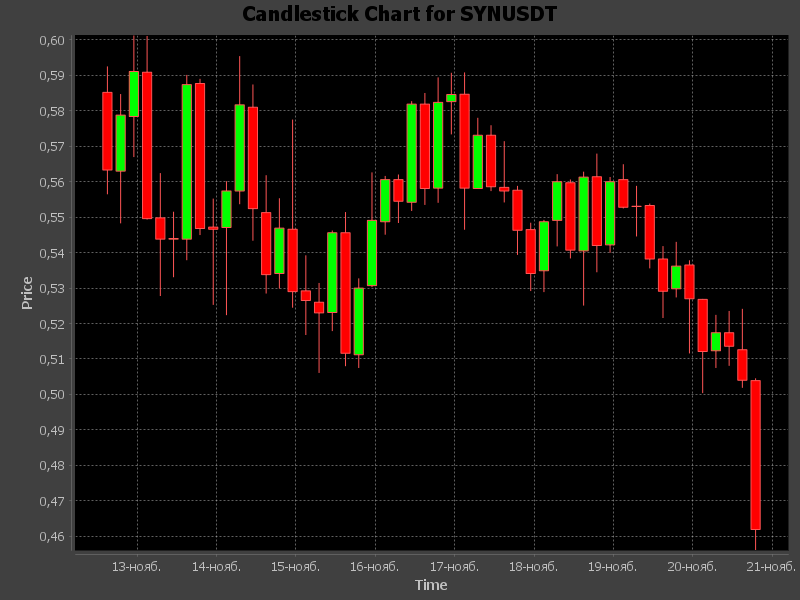 Candlestick Chart for SYNUSDT
0,60
0,59
0,58
0,57
0,56
0,55
0,54
0,53
0,52
0,51
0,50
0,49
0,48
0,47
0,46
Price
13-нояб.
14-нояб.
15-нояб.
16-нояб.
17-нояб.
18-нояб.
19-нояб.
20-нояб.
21-нояб.
Time